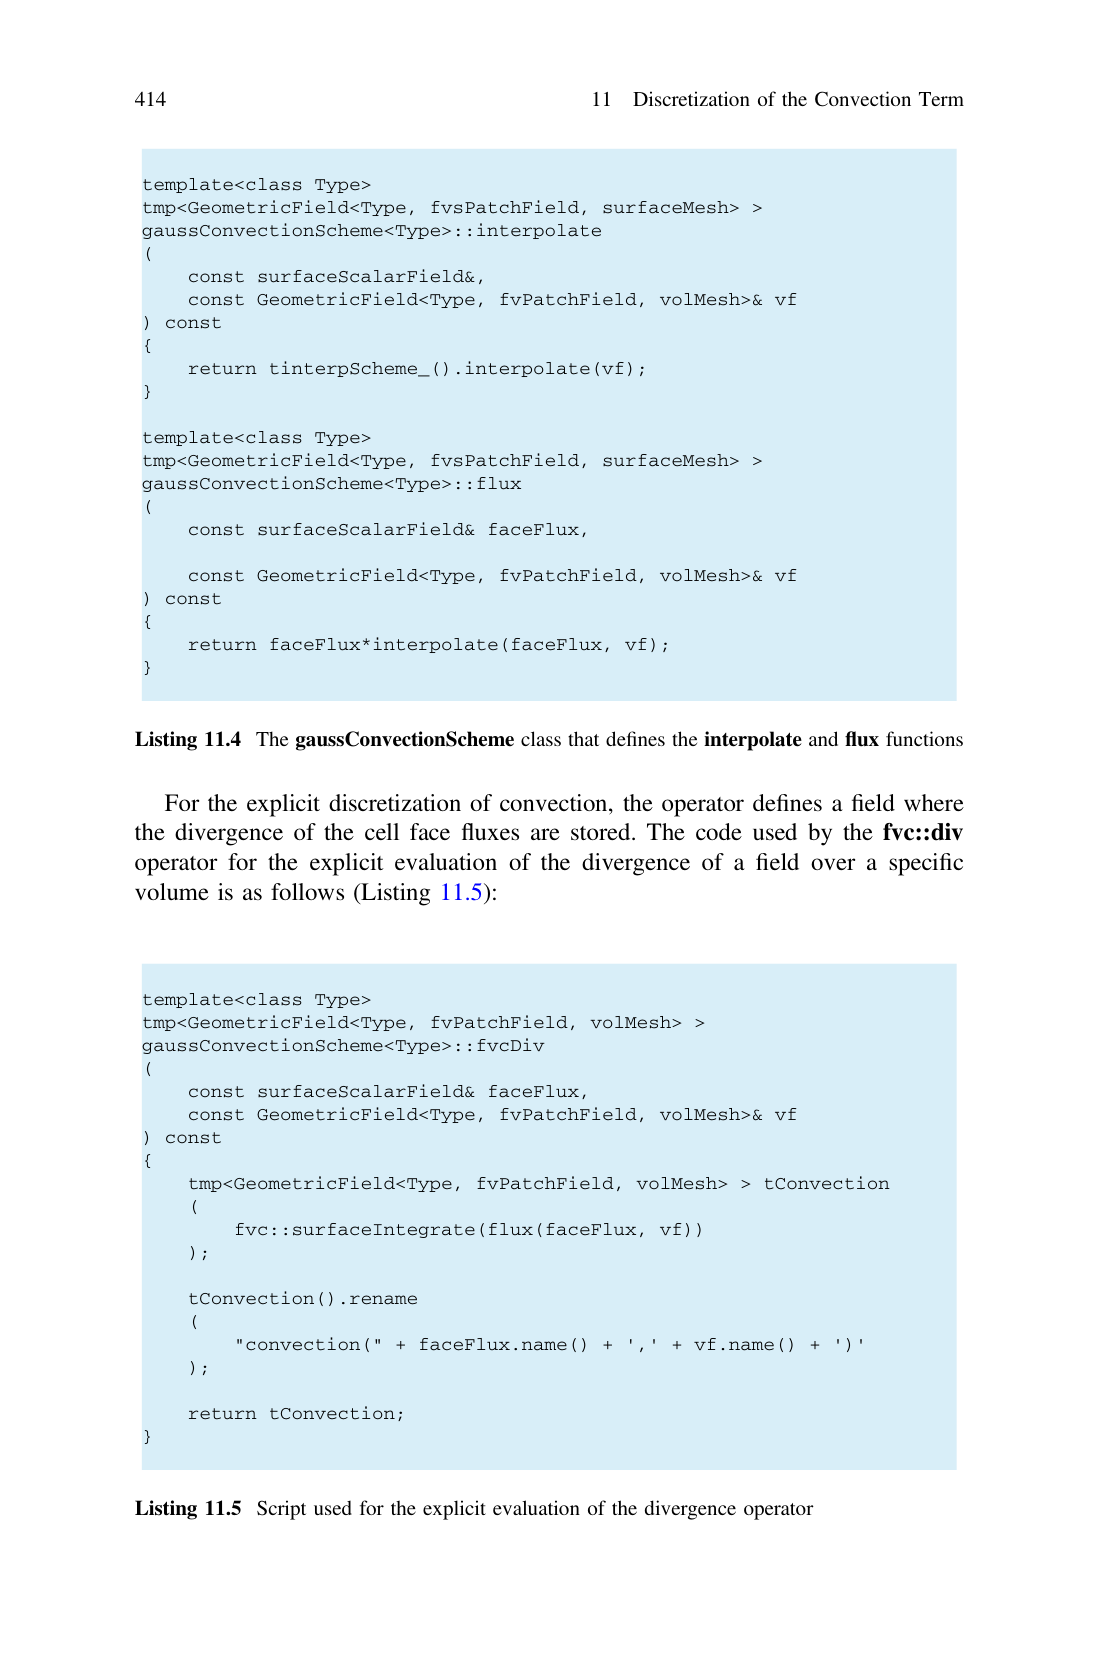 414
11 Discretization of the Convection Term
template<class Type>
tmp<GeometricField<Type, fvsPatchField, surfaceMesh> >
gaussConvectionScheme<Type>::interpolate
(
    const surfaceScalarField&,
    const GeometricField<Type, fvPatchField, volMesh>& vf
) const
{
    return tinterpScheme_().interpolate(vf);
}
template<class Type>
tmp<GeometricField<Type, fvsPatchField, surfaceMesh> >
gaussConvectionScheme<Type>::flux
(
    const surfaceScalarField& faceFlux,
    const GeometricField<Type, fvPatchField, volMesh>& vf
) const
{
    return faceFlux*interpolate(faceFlux, vf);
}
Listing 11.4 The gaussConvectionScheme class that defines the interpolate and flux functions
For the explicit discretization of convection, the operator defines a field where
the divergence of the cell face fluxes are stored. The code used by the fvc::div
operator for the explicit evaluation of the divergence of a field over a specific
volume is as follows (Listing 11.5):
template<class Type>
tmp<GeometricField<Type, fvPatchField, volMesh> >
gaussConvectionScheme<Type>::fvcDiv
(
    const surfaceScalarField& faceFlux,
    const GeometricField<Type, fvPatchField, volMesh>& vf
) const
{
    tmp<GeometricField<Type, fvPatchField, volMesh> > tConvection
    (
        fvc::surfaceIntegrate(flux(faceFlux, vf))
    );
    tConvection().rename
    (
        "convection(" + faceFlux.name() + ',' + vf.name() + ')'
    );
    return tConvection;
}
Listing 11.5 Script used for the explicit evaluation of the divergence operator